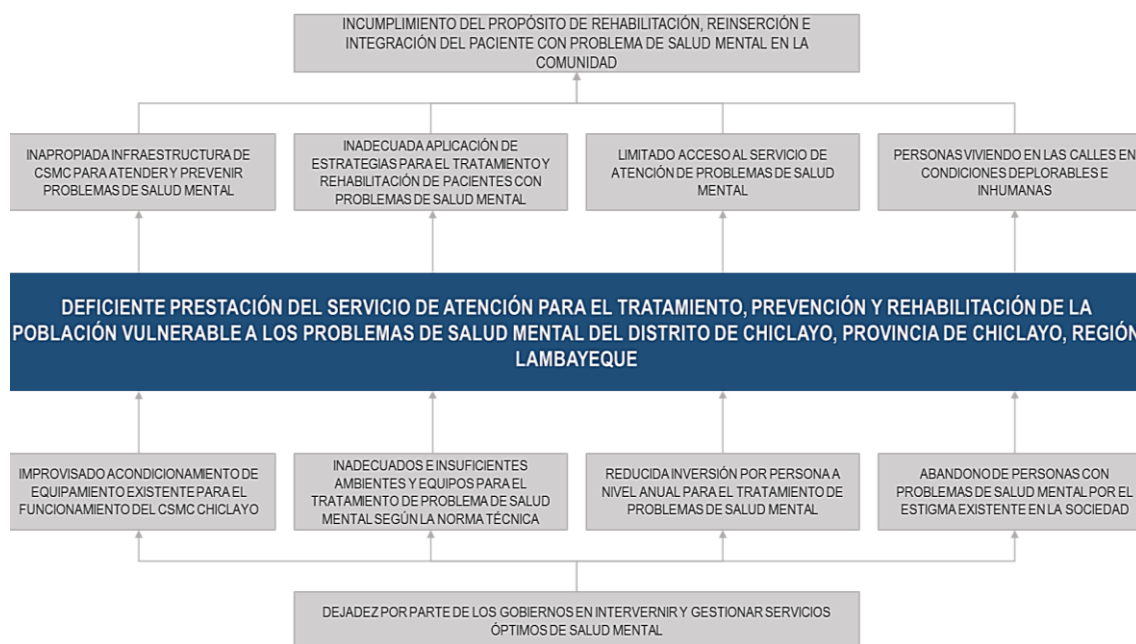 INCUMPLIMIENTO DEL PROPÓSITO DE REHABILITACIÓN, REINSERCIÓN E
INTEGRACIÓN DEL PACIENTE CON PROBLEMA DE SALUD MENTAL EN LA
COMUNIDAD
INAPROPIADA INFRAESTRUCTURA DE
CSMC PARA ATENDER Y PREVENIR
PROBLEMAS DE SALUD MENTAL
INADECUADA APLICACIÓN DE
ESTRATEGIAS PARA EL TRATAMIENTO Y
REHABILITACIÓN DE PACIENTES CON
PROBLEMAS DE SALUD MENTAL
LIMITADO ACCESO AL SERVICIO DE
ATENCIÓN DE PROBLEMAS DE SALUD
MENTAL
PERSONAS VIVIENDO EN LAS CALLES EN
CONDICIONES DEPLORABLES E
INHUMANAS
DEFICIENTE PRESTACIÓN DEL SERVICIO DE ATENCIÓN PARA EL TRATAMIENTO, PREVENCIÓN Y REHABILITACIÓN DE LA
POBLACIÓN VULNERABLE A LOS PROBLEMAS DE SALUD MENTAL DEL DISTRITO DE CHICLAYO, PROVINCIA DE CHICLAYO, REGIÓN
LAMBAYEQUE
IMPROVISADO ACONDICIONAMIENTO DE
EQUIPAMIENTO EXISTENTE PARA EL
FUNCIONAMIENTO DEL CSMC CHICLAYO
INADECUADOS E INSUFICIENTES
AMBIENTES Y EQUIPOS PARA EL
TRATAMIENTO DE PROBLEMA DE SALUD
MENTAL SEGÚN LA NORMA TÉCNICA
REDUCIDA INVERSIÓN POR PERSONA A
NIVEL ANUAL PARA EL TRATAMIENTO DE
PROBLEMAS DE SALUD MENTAL
ABANDONO DE PERSONAS CON
PROBLEMAS DE SALUD MENTAL POR EL
ESTIGMA EXISTENTE EN LA SOCIEDAD
DEJADEZ POR PARTE DE LOS GOBIERNOS EN INTERVERNIR Y GESTIONAR SERVICIOS
ÓPTIMOS DE SALUD MENTAL